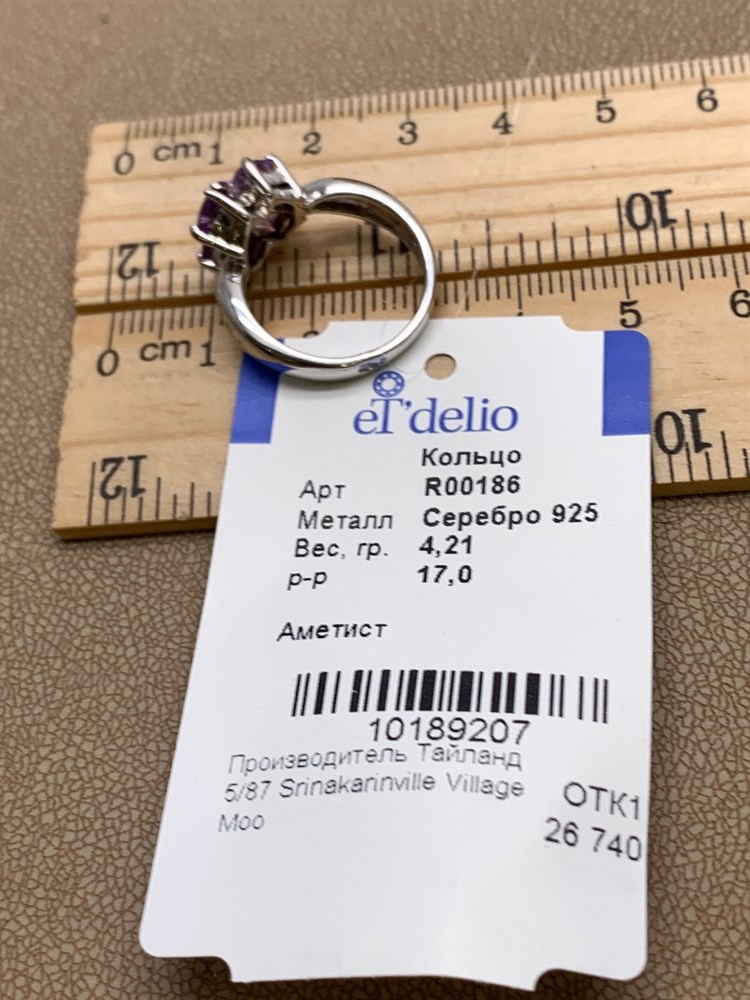 0 cm 1 2 3 4 5 6
12 11 10
0 cm 1 5 6
12 10
eT'delio
Кольцо
Арт R00186
Металл Серебро 925
Вес, гр. 4,21
р-р 17,0
Аметист
10189207
Производитель Тайланд
5/87 Srinakarinville Village
Moo
ОТК1
26 740